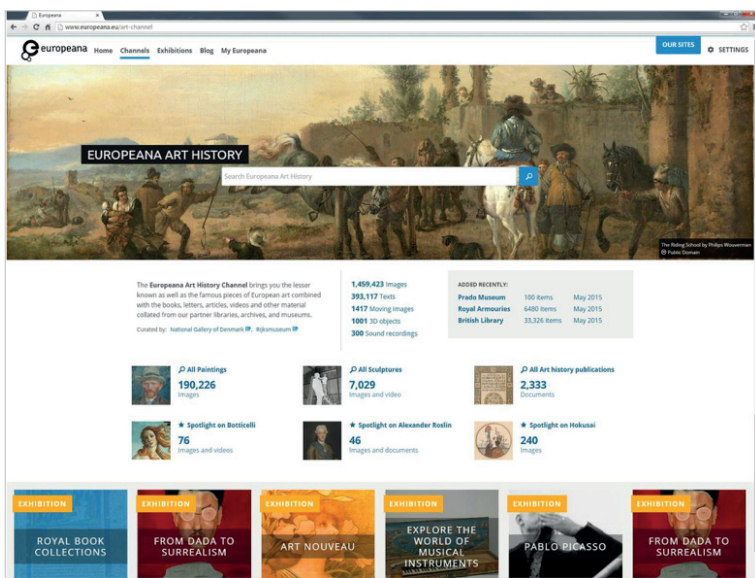 Europeana
www.europeana.eu/art-channel
europeana
Home Channels Exhibitions Blog My Europeana
OUR SITES
SETTINGS
EUROPEANA ART HISTORY
Search Europeana Art History
The Riding School by Philips Wouwerman
Public Domain
The Europeana Art History Channel brings you the lesser
known as well as the famous pieces of European art combined
with the books, letters, articles, videos and other material
collated from our partner libraries, archives, and museums.
Curated by: National Gallery of Denmark, Rijksmuseum
1,459,423 Images
393,117 Texts
1417 Moving images
1001 3D objects
300 Sound recordings
ADDED RECENTLY:
Prado Museum 100 items May 2015
Royal Armouries 6480 items May 2015
British Library 33,326 items May 2015
All Paintings
190,226
Images
All Sculptures
7,029
Images and video
All Art history publications
2,333
Documents
Spotlight on Botticelli
76
Images and videos
Spotlight on Alexander Roslin
46
Images and documents
Spotlight on Hokusai
240
Images
EXHIBITION
ROYAL BOOK
COLLECTIONS
EXHIBITION
FROM DADA TO
SURREALISM
EXHIBITION
ART NOUVEAU
EXHIBITION
EXPLORE THE
WORLD OF
MUSICAL
INSTRUMENTS
EXHIBITION
PABLO PICASSO
EXHIBITION
FROM DADA TO
SURREALISM